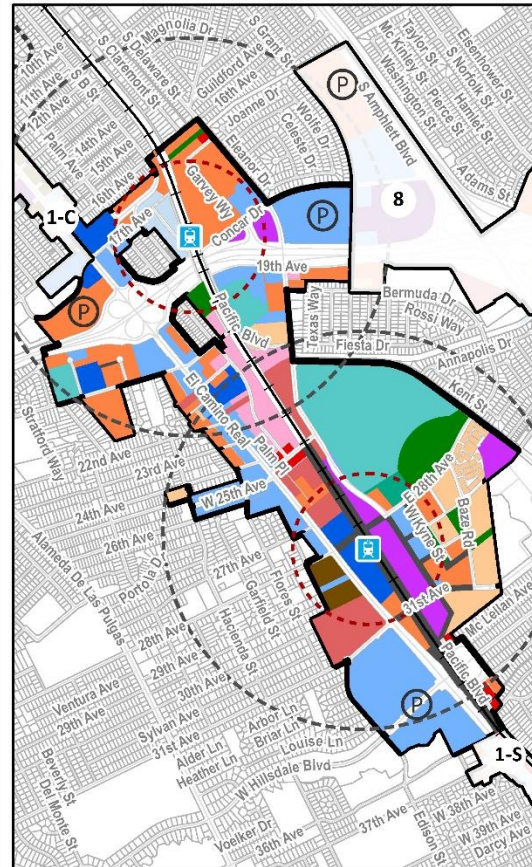 Magnolia Dr
S Grant St
Taylor St
McKinley St
Eisenhower St
S Norfolk St
Hamlet St
Pierce St
Washington St
S Delaware St
S Claremont St
S B St
10th Ave
11th Ave
12th Ave
Guildford Ave
16th Ave
Joanne Dr
Wolfe Dr
Celeste Dr
Eleanor Dr
14th Ave
15th Ave
Palm Ave
16th Ave
P
S Amphlett Blvd
Adams St
1-C
17th Ave
Garvey Wy
Concar Dr
P
8
19th Ave
P
Pacific Blvd
Texas Way
Bermuda Dr
Rossi Way
Fiesta Dr
Annapolis Dr
Kent St
Stratford Way
22nd Ave
23rd Ave
El Camino Real
Palm Pl
24th Ave
W 25th Ave
E 28th Ave
Baze Rd
Alameda De Las Pulgas
26th Ave
Portola D
27th Ave
Flores St
Garfield St
Hacienda St
Kyne St
W
31st Ave
Mc Lellan Ave
28th Ave
29th Ave
30th Ave
Ventura Ave
29th Ave
Sylvan Ave
31st Ave
Pacific Blvd
P
Beverly St
Del Monte St
Alder Ln
Heather Ln
Arbor Ln
Briar Ln
Louise Ln
W Hillsdale Blvd
1-S
Voelker Dr
36th Ave
37th Ave
Edison S
W 38th Ave
W 39th Ave
Darcy Ave